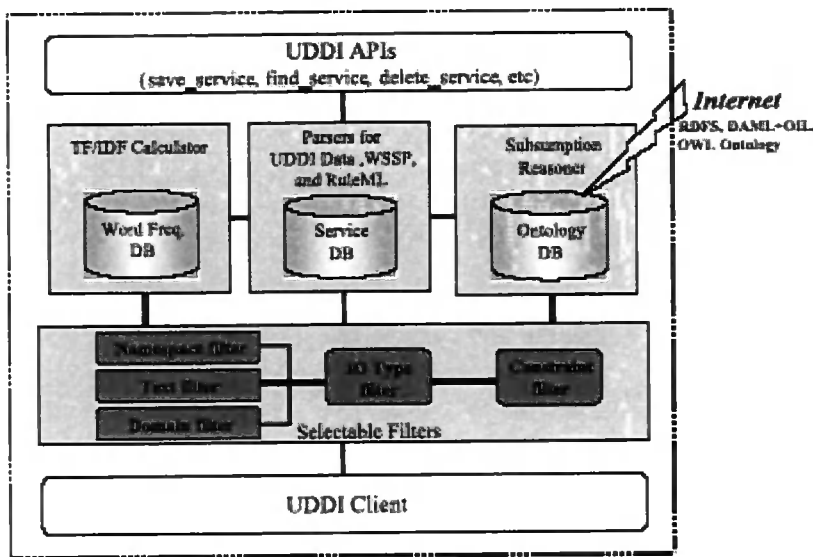 UDDI APIs
(save_service, find_service, delete_service, etc)
Internet
RDFS, DAML+OIL,
OWL Ontology
TF/IDF Calculator
Parsers for
UDDI Data ,WSSP,
and RuleML
Subsumption
Reasoner
Word Freq.
DB
Service
DB
Ontology
DB
Namespace filter
Text filter
Domain filter
IO Type
filter
Constraint
filter
Selectable Filters
UDDI Client